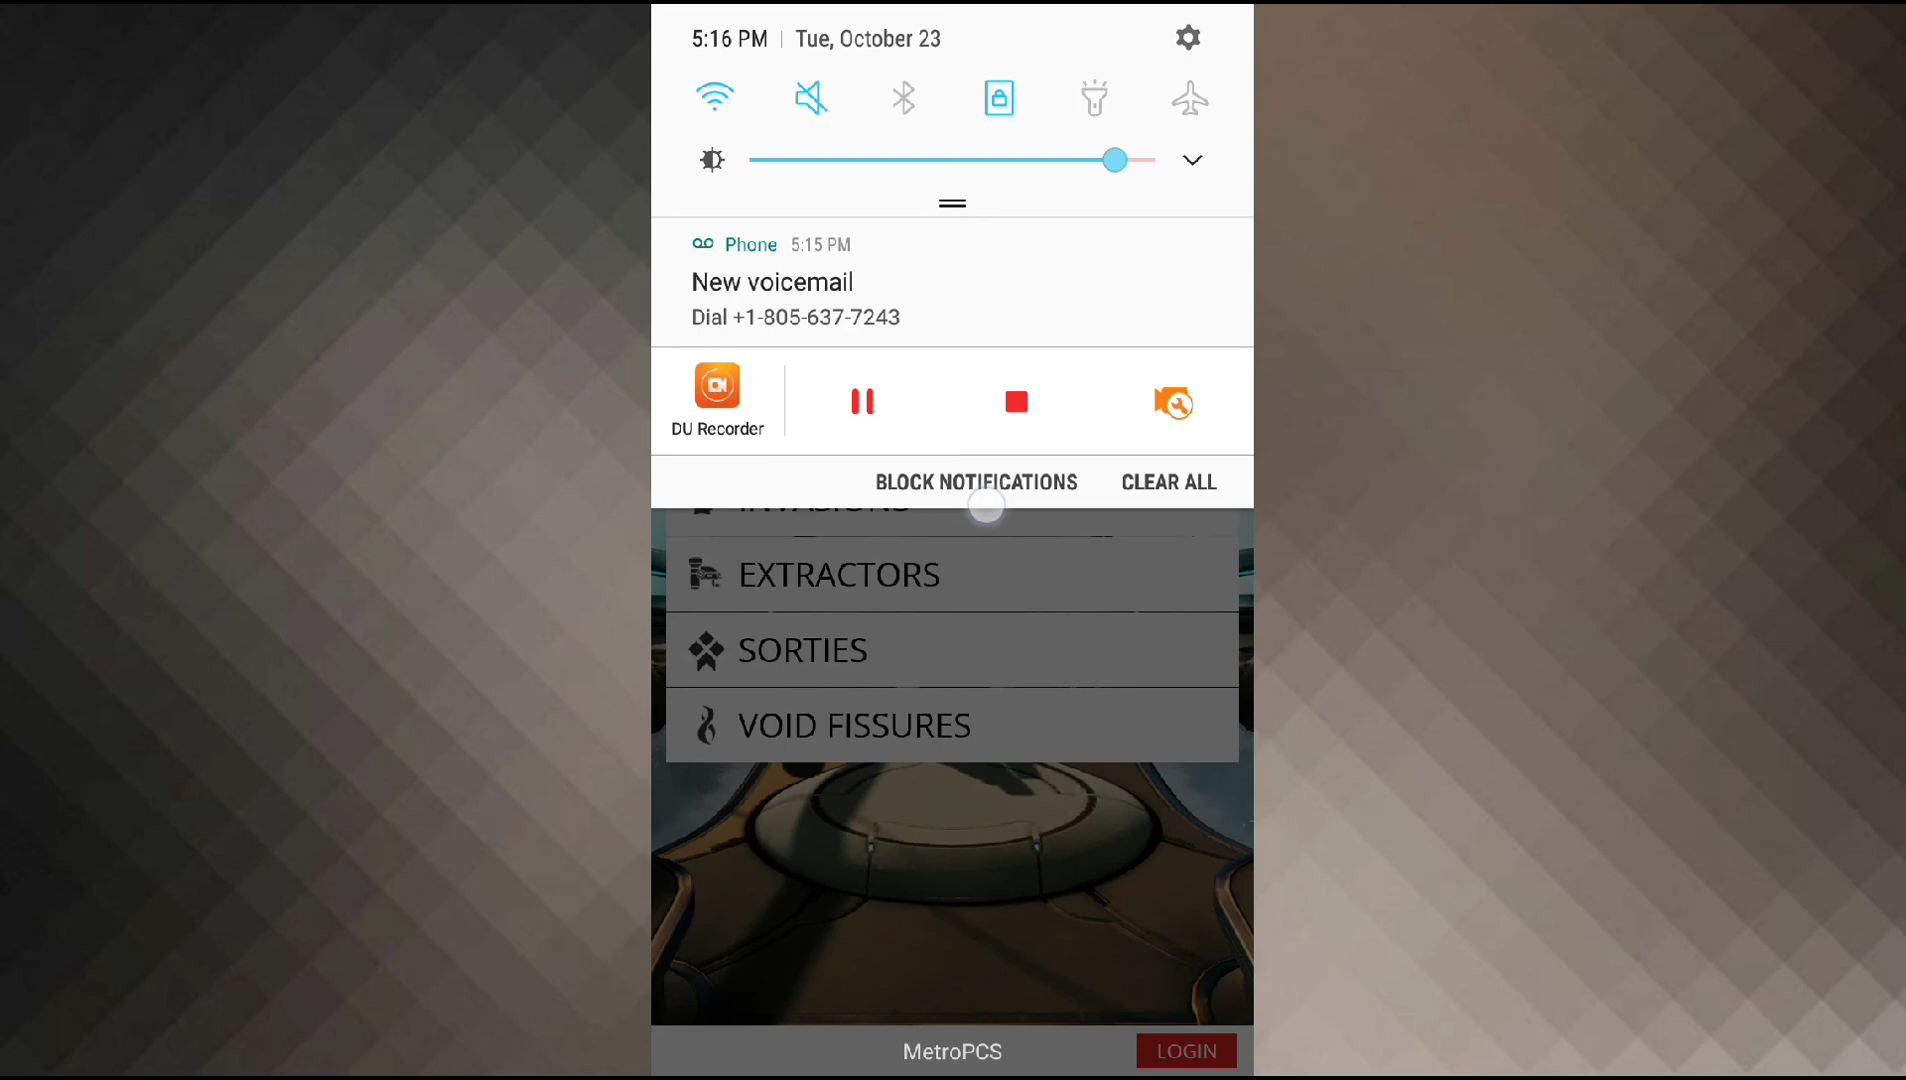 5:16 PM | Tue, October 23
Phone 5:15 PM
New voicemail
Dial +1-805-637-7243
DU Recorder
BLOCK NOTIFICATIONS CLEAR ALL
INVASIONS
EXTRACTORS
SORTIES
VOID FISSURES
MetroPCS
LOGIN